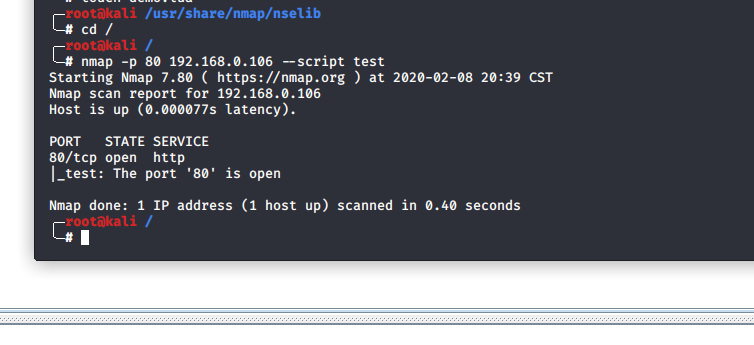 root@kali /usr/share/nmap/nselib
# cd /
root@kali /
# nmap -p 80 192.168.0.106 --script test
Starting Nmap 7.80 ( https://nmap.org ) at 2020-02-08 20:39 CST
Nmap scan report for 192.168.0.106
Host is up (0.000077s latency).
PORT   STATE SERVICE
80/tcp open  http
|_test: The port '80' is open
Nmap done: 1 IP address (1 host up) scanned in 0.40 seconds
root@kali /
#